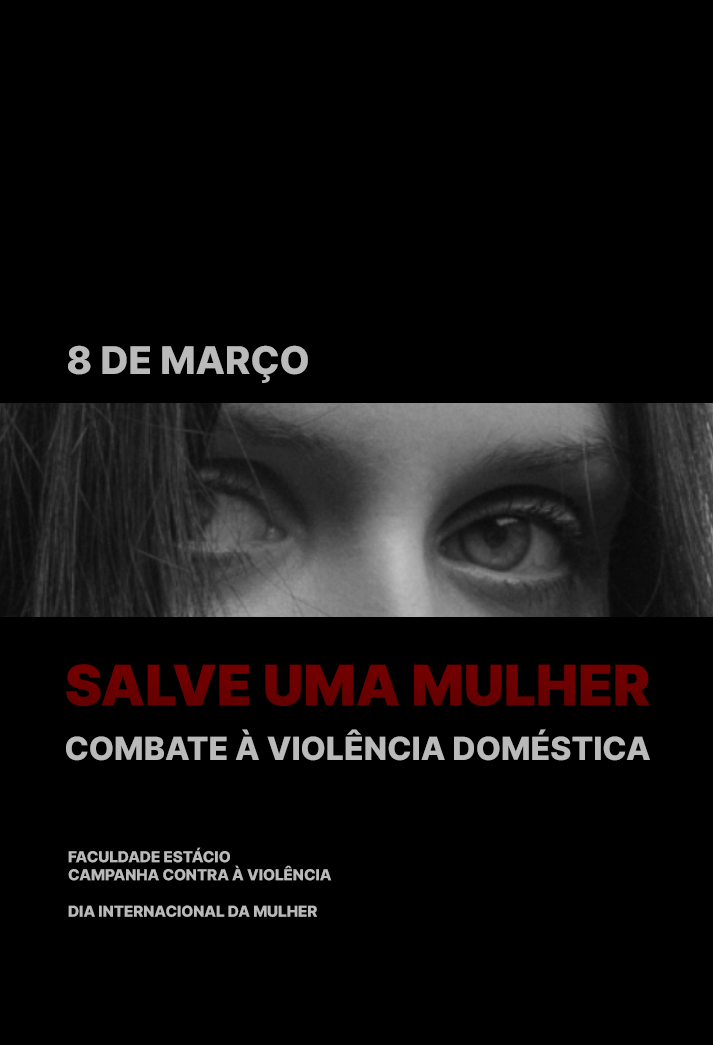 8 DE MARÇO
SALVE UMA MULHER
COMBATE À VIOLÊNCIA DOMÉSTICA
FACULDADE ESTÁCIO
CAMPANHA CONTRA À VIOLÊNCIA
DIA INTERNACIONAL DA MULHER